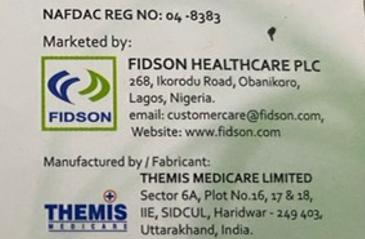 NAFDAC REG NO: 04 -8383
Marketed by:
FIDSON
FIDSON HEALTHCARE PLC
268, Ikorodu Road, Obanikoro,
Lagos, Nigeria.
email: customercare@fidson.com,
Website: www.fidson.com
Manufactured by / Fabricant:
THEMIS
MEDICARE
THEMIS MEDICARE LIMITED
Sector 6A, Plot No.16, 17 & 18,
IIE, SIDCUL, Haridwar - 249 403,
Uttarakhand, India.